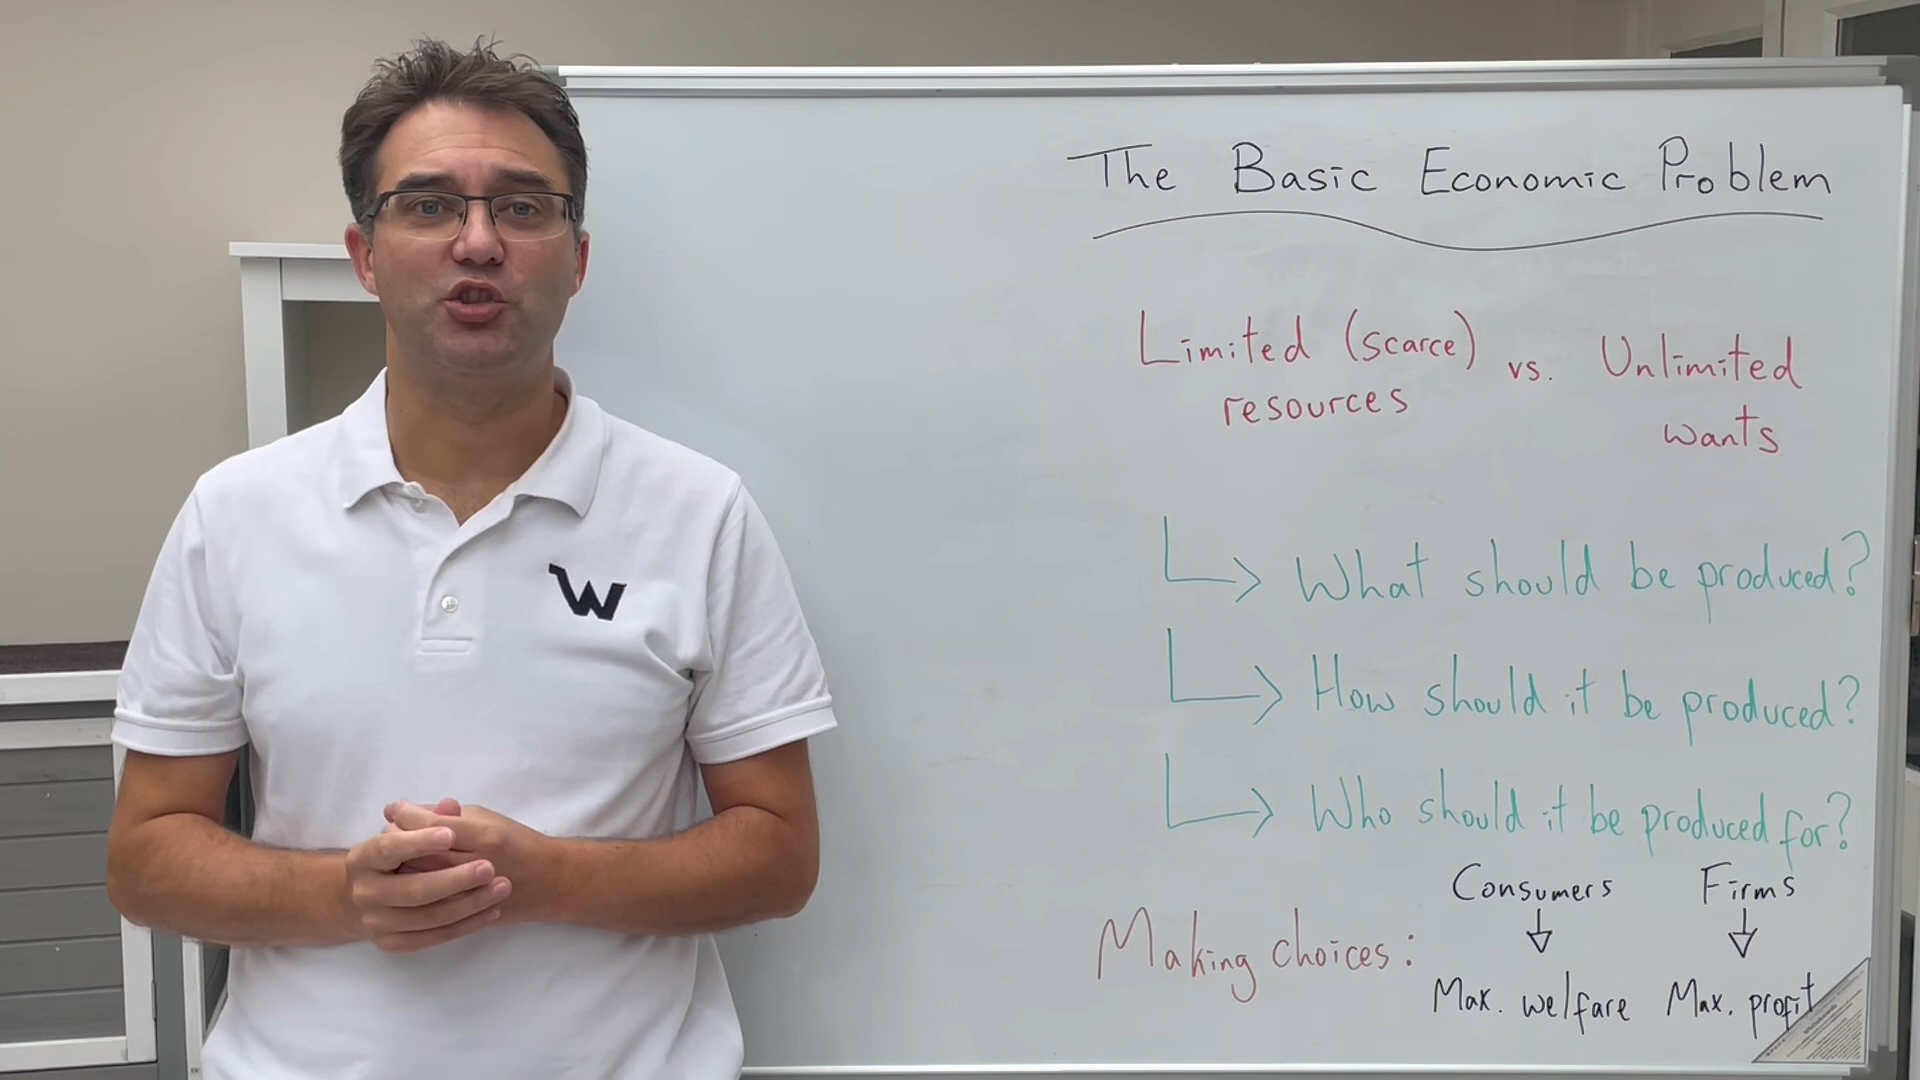 The Basic Economic Problem
Limited (scarce) vs. Unlimited
resources wants
What should be produced?
How should it be produced?
Who should it be produced for?
Consumers Firms
Making choices:
Max. welfare Max. profit
W